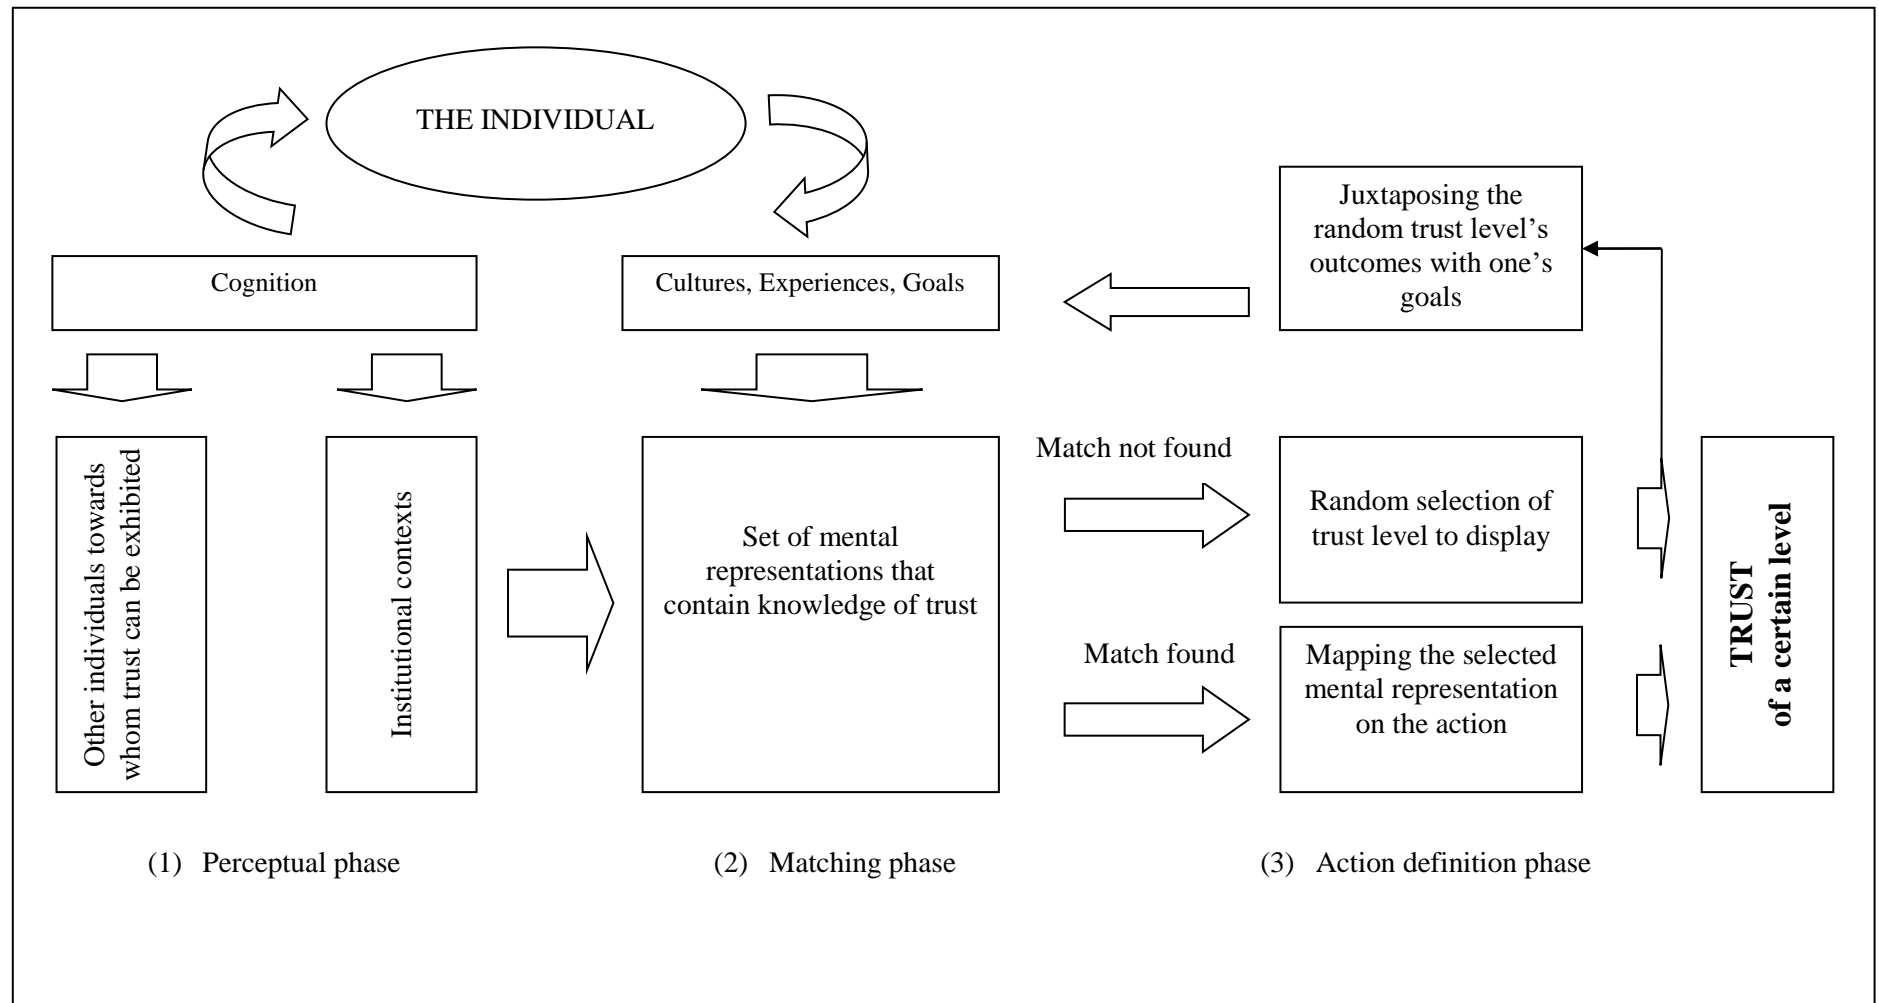 THE INDIVIDUAL
Cognition
Cultures, Experiences, Goals
Juxtaposing the
random trust level’s
outcomes with one’s
goals
Other individuals towards
whom trust can be exhibited
Institutional contexts
Set of mental
representations that
contain knowledge of trust
Match not found
Match found
Random selection of
trust level to display
Mapping the selected
mental representation
on the action
TRUST
of a certain level
(1) Perceptual phase
(2) Matching phase
(3) Action definition phase